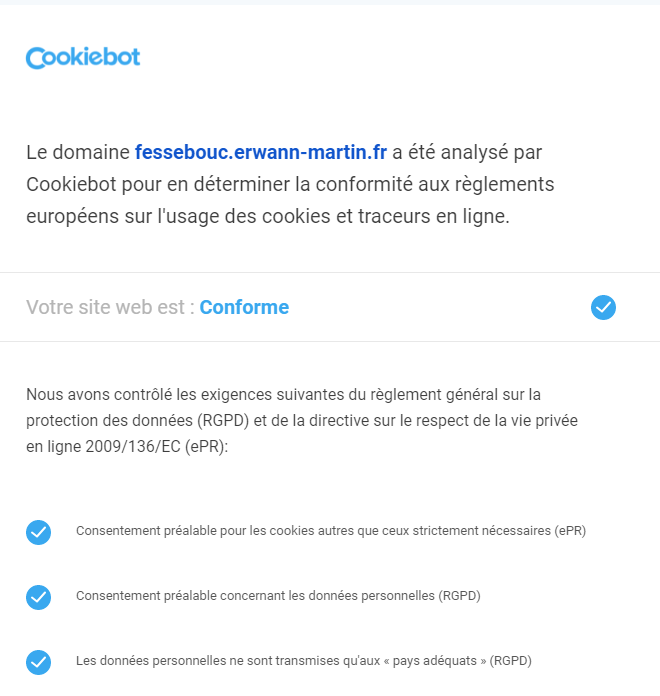 Cookiebot
Le domaine fessebouc.erwann-martin.fr a été analysé par
Cookiebot pour en déterminer la conformité aux règlements
européens sur l'usage des cookies et traceurs en ligne.
Votre site web est : Conforme
Nous avons contrôlé les exigences suivantes du règlement général sur la
protection des données (RGPD) et de la directive sur le respect de la vie privée
en ligne 2009/136/EC (ePR):
Consentement préalable pour les cookies autres que ceux strictement nécessaires (ePR)
Consentement préalable concernant les données personnelles (RGPD)
Les données personnelles ne sont transmises qu'aux « pays adéquats » (RGPD)